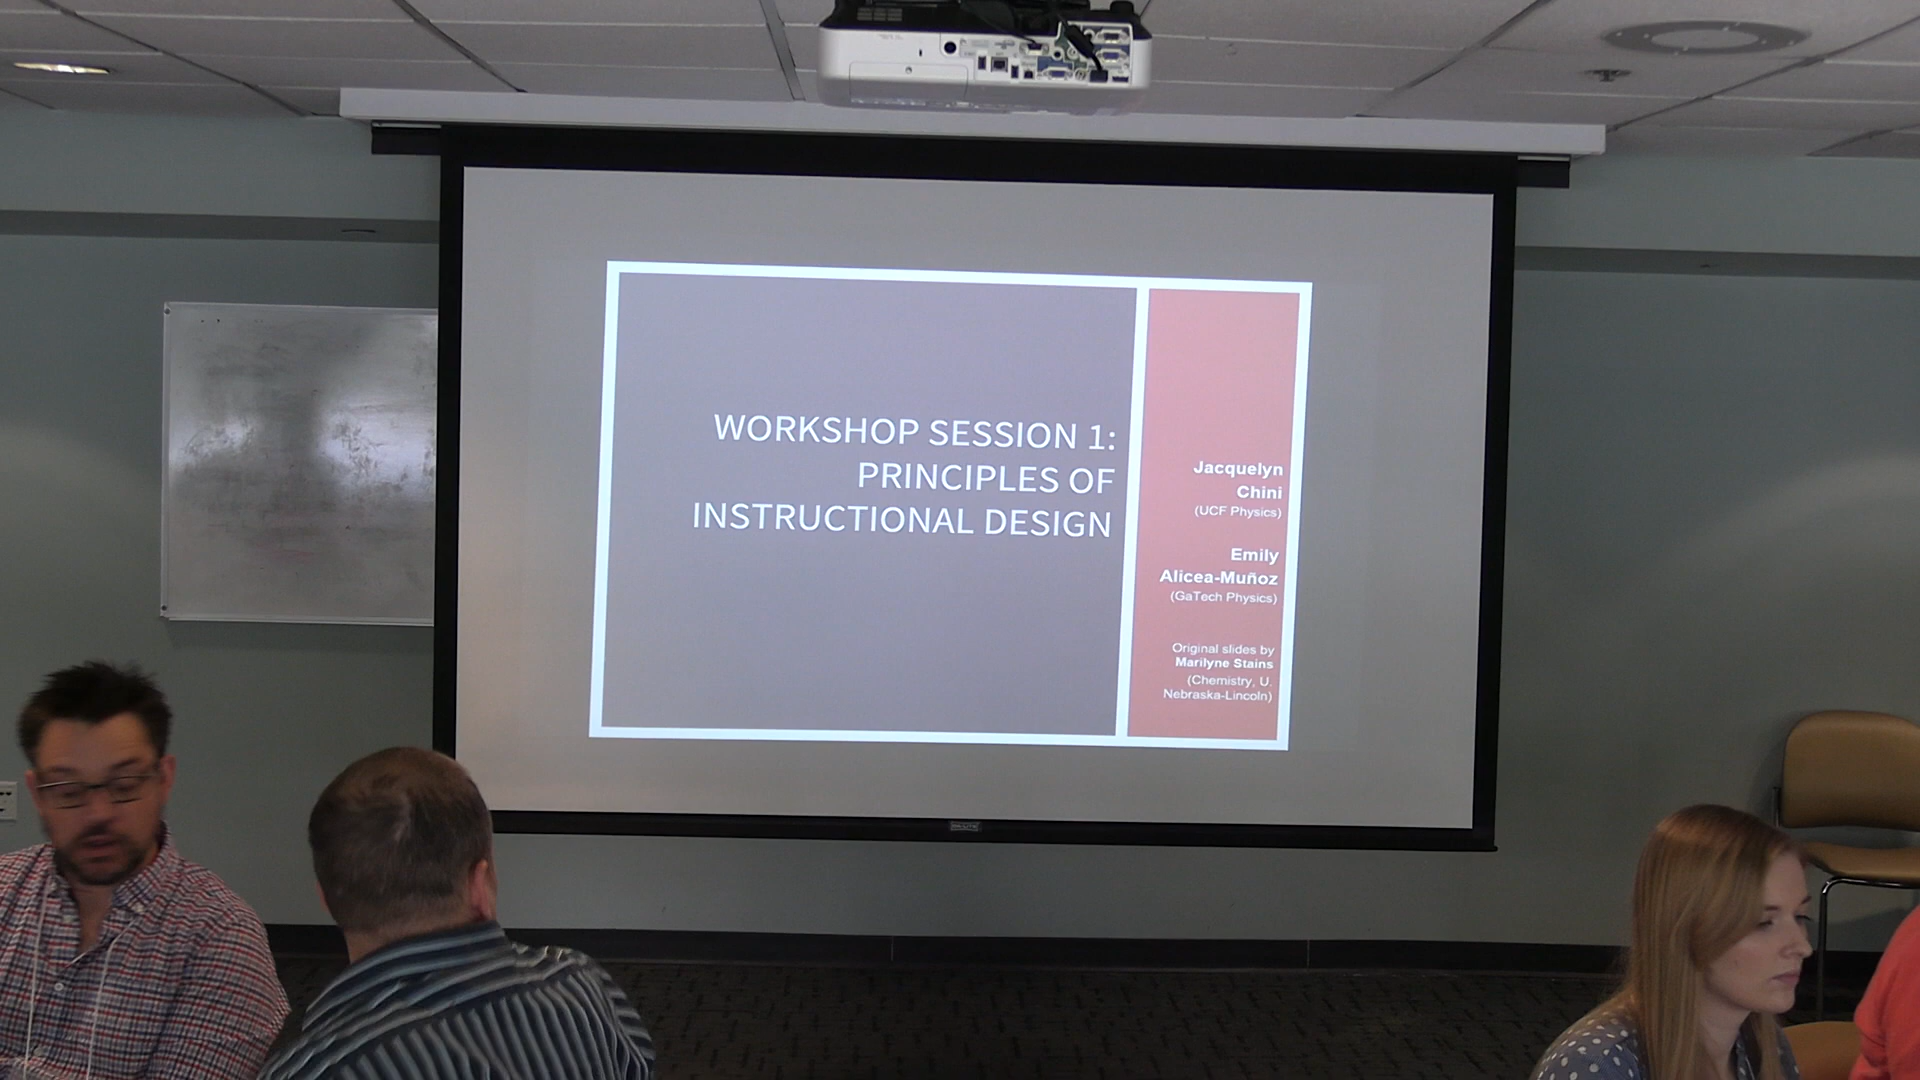 WORKSHOP SESSION 1:
PRINCIPLES OF
INSTRUCTIONAL DESIGN
Jacquelyn
Chini
(UCF Physics)
Emily
Alicea-Muñoz
(GaTech Physics)
Original slides by
Marilyne Stains
(Chemistry, U.
Nebraska-Lincoln)